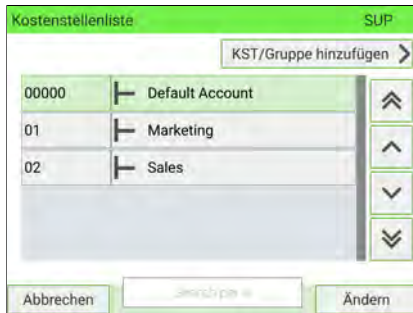 Kostenstellenliste SUP
KST/Gruppe hinzufügen
00000 Default Account
01 Marketing
02 Sales
Abbrechen Ändern